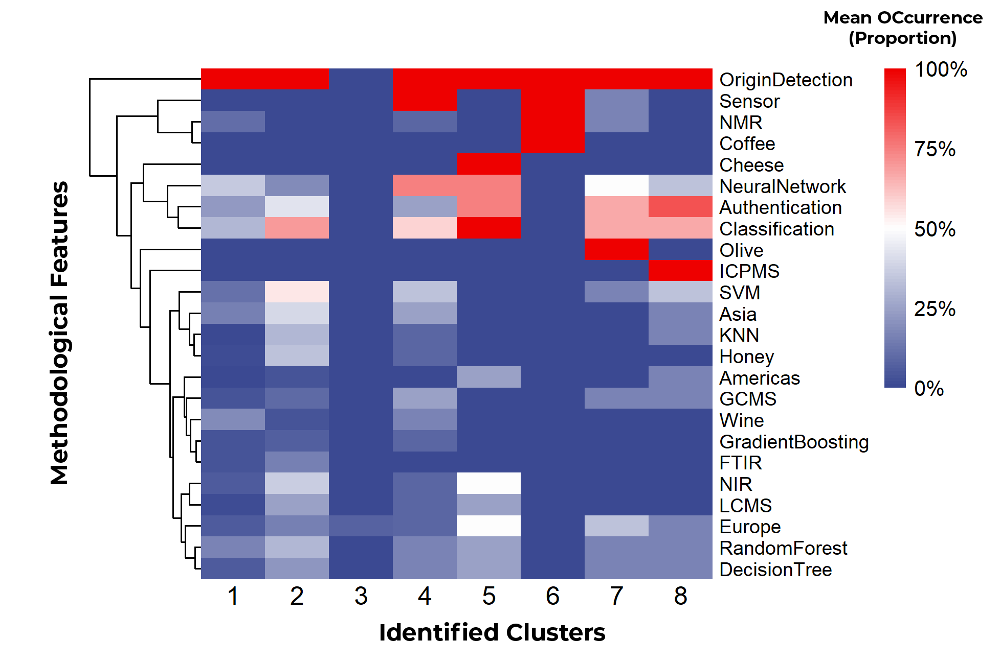 Mean OCcurrence
(Proportion)
100%
75%
50%
25%
0%
Methodological Features
OriginDetection
Sensor
NMR
Coffee
Cheese
NeuralNetwork
Authentication
Classification
Olive
ICPMS
SVM
Asia
KNN
Honey
Americas
GCMS
Wine
GradientBoosting
FTIR
NIR
LCMS
Europe
RandomForest
DecisionTree
1 2 3 4 5 6 7 8
Identified Clusters